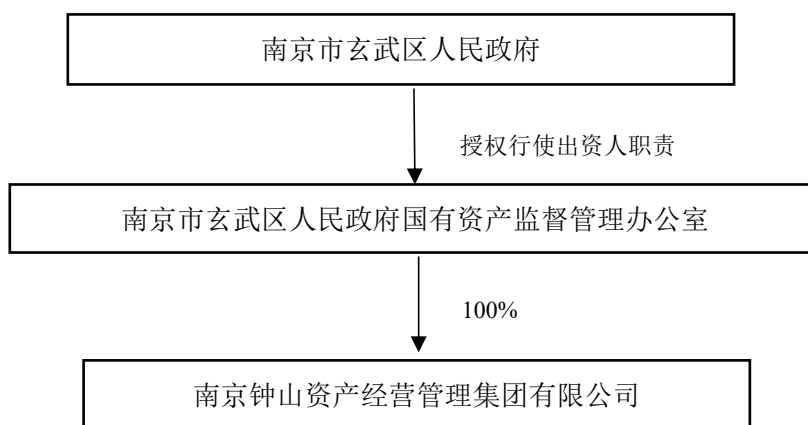 南京市玄武区人民政府
授权行使出资人职责
南京市玄武区人民政府国有资产监督管理办公室
100%
南京钟山资产经营管理集团有限公司